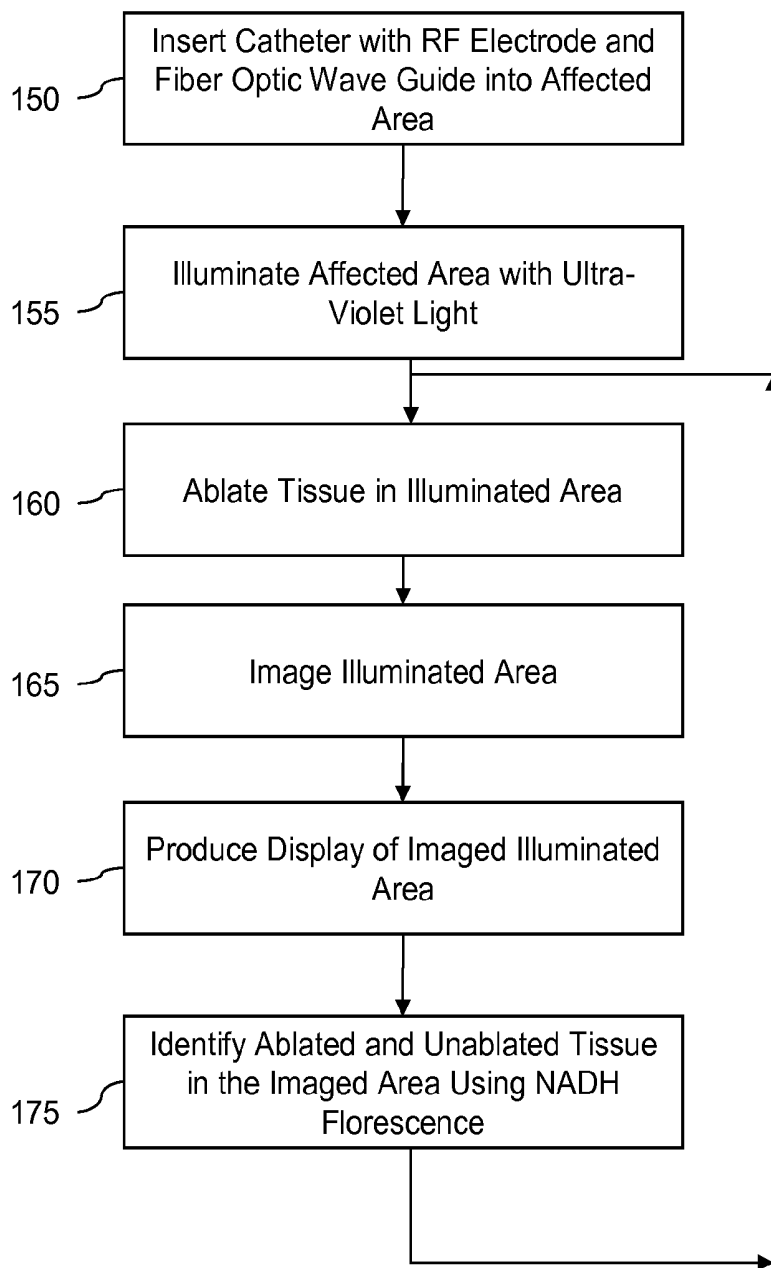 Insert Catheter with RF Electrode and
Fiber Optic Wave Guide into Affected
Area
150
Illuminate Affected Area with Ultra-
Violet Light
155
Ablate Tissue in Illuminated Area
160
Image Illuminated Area
165
Produce Display of Imaged Illuminated
Area
170
Identify Ablated and Unablated Tissue
in the Imaged Area Using NADH
Florescence
175